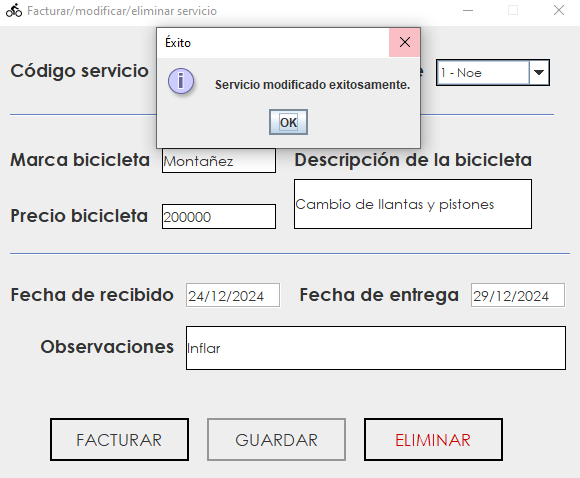 Facturar/modificar/eliminar servicio
Éxito
Código servicio
1 - Noe
Servicio modificado exitosamente.
OK
Marca bicicleta
Montañez
Descripción de la bicicleta
Cambio de llantas y pistones
Precio bicicleta
200000
Fecha de recibido
24/12/2024
Fecha de entrega
29/12/2024
Observaciones
Inflar
FACTURAR
GUARDAR
ELIMINAR